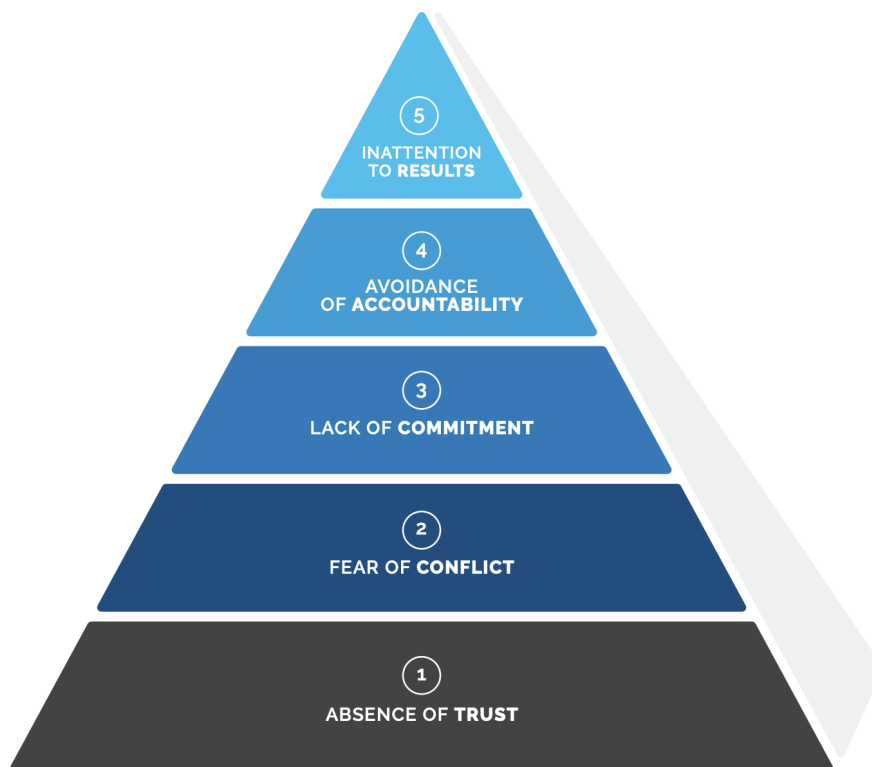 5
INATTENTION
TO RESULTS
4
AVOIDANCE
OF ACCOUNTABILITY
3
LACK OF COMMITMENT
2
FEAR OF CONFLICT
1
ABSENCE OF TRUST